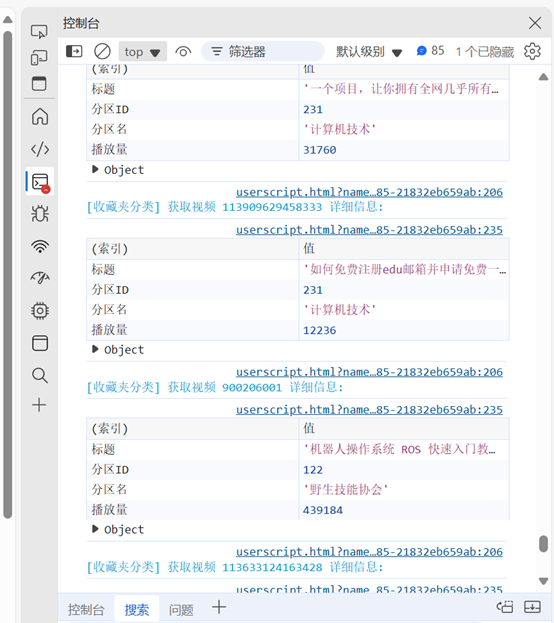 控制台
top
筛选器
默认级别
85
1 个已隐藏
(索引) 值
标题 '一个项目, 让你拥有全网几乎所有…
分区ID 231
分区名 '计算机技术'
播放量 31760
Object
userscript.html?name…85-21832eb659ab:206
[收藏夹分类] 获取视频 113909629458333 详细信息:
userscript.html?name…85-21832eb659ab:235
(索引) 值
标题 '如何免费注册edu邮箱并申请免费一…
分区ID 231
分区名 '计算机技术'
播放量 12236
Object
userscript.html?name…85-21832eb659ab:206
[收藏夹分类] 获取视频 900206001 详细信息:
userscript.html?name…85-21832eb659ab:235
(索引) 值
标题 '机器人操作系统 ROS 快速入门教…
分区ID 122
分区名 '野生技能协会'
播放量 439184
Object
userscript.html?name…85-21832eb659ab:206
[收藏夹分类] 获取视频 113633124163428 详细信息:
userscript.html?name…85-21832eb659ab:235
控制台 搜索 问题